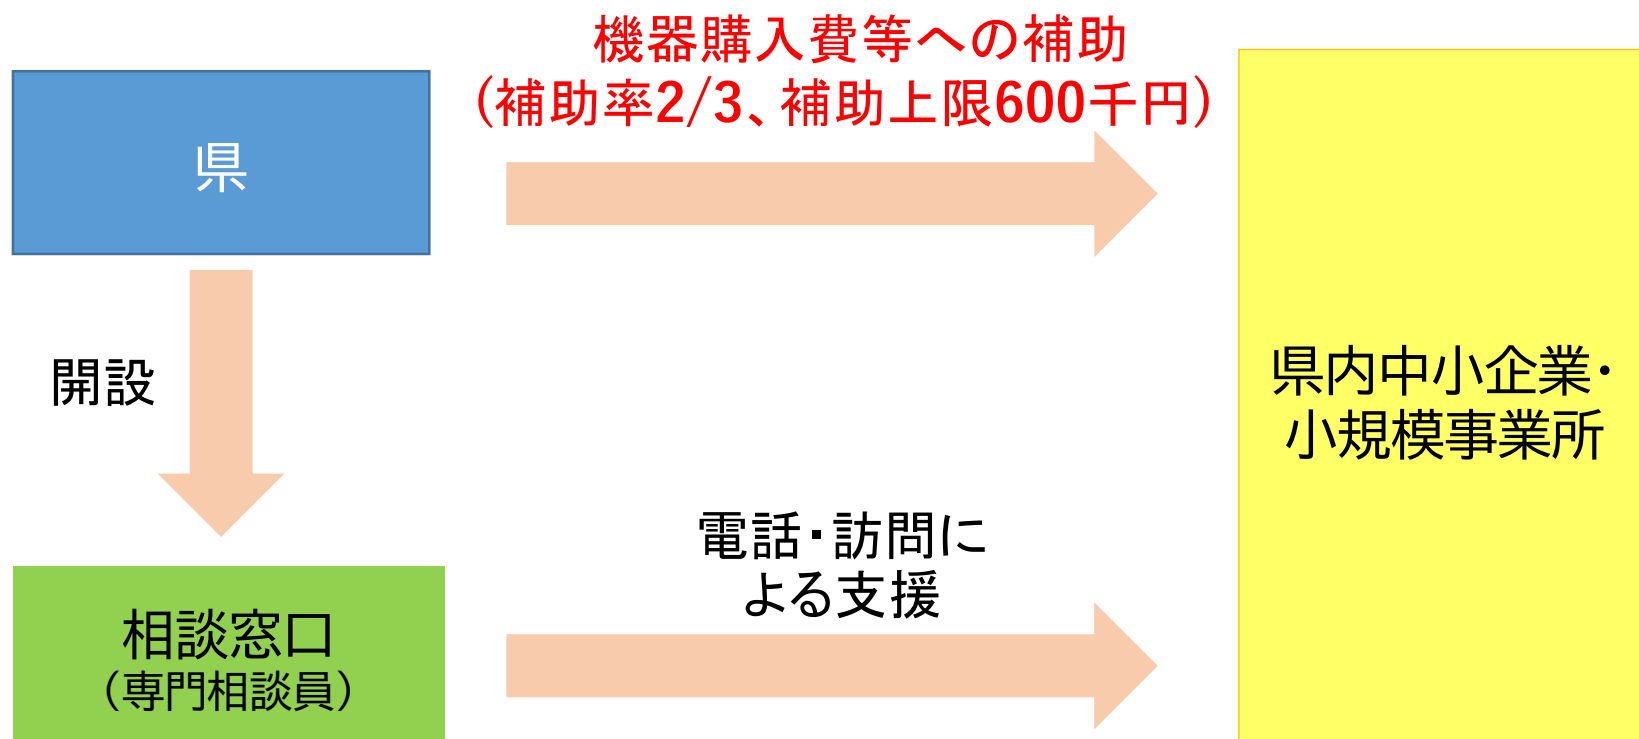 機器購入費等への補助
（補助率2/3、補助上限600千円）
県
開設
県内中小企業・
小規模事業所
電話・訪問に
よる支援
相談窓口
（専門相談員）